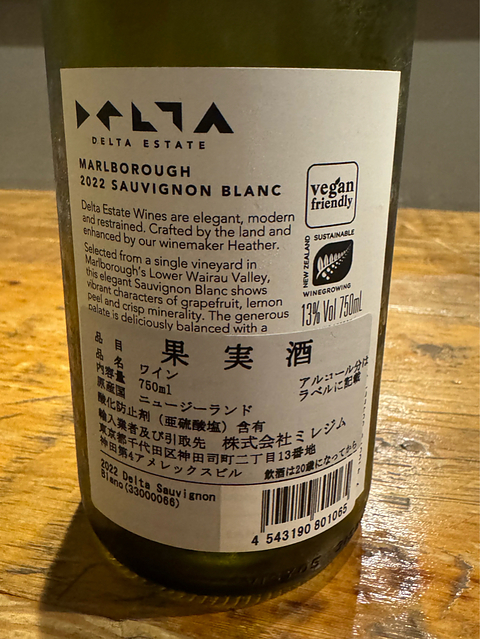 DELTA
DELTA ESTATE
MARLBOROUGH
2022 SAUVIGNON BLANC
Delta Estate Wines are elegant, modern
and restrained. Crafted by the land and
enhanced by our winemaker Heather.
Selected from a single vineyard in
Marlborough's Lower Wairau Valley,
this elegant Sauvignon Blanc shows
vibrant characters of grapefruit, lemon
peel and crisp minerality. The generous
palate is deliciously balanced with a
vegan
friendly
NEW ZEALAND
SUSTAINABLE
WINEGROWING
13% Vol 750mL
品目 果実酒
品名 ワイン
アルコール分は
ラベルに記載
内容量 750ml
原産国 ニュージーランド
酸化防止剤（亜硫酸塩）含有
輸入業者及び引取先 株式会社ミレジム
東京都千代田区神田司町二丁目13番地
神田第4アメレックスビル
飲酒は20歳になってから
2022 Delta Sauvignon
Blanc(33000066)
4 543190 801065